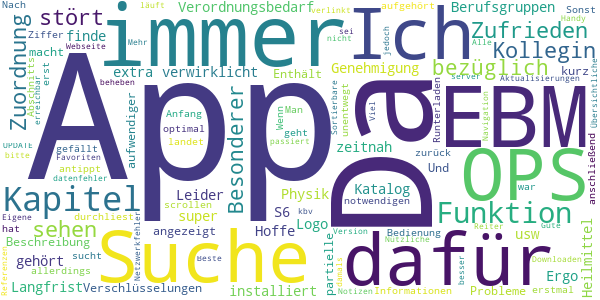 App
Da
immer
Ich
EBM
OPS
Suche
dafür
Kapitel
Funktion
Zuordnung
Besonderer
Zufrieden
Kollegin
bezüglich
sehen
stört
finde
Verordnungsbedarf
Berufsgruppen
extra verwirklicht
Genehmigung
Enthält
zeitnah
Katalog
Physik
S6
Logo
Hoffe
Leider
super
installiert
angezeigt
gehört
Langfrist
Verschlüsselungen
Beschreibung
partielle
usw
Ergo
Probleme
Heilmittel
aufwendiger
optimal
Anfang
landet
geht
Man
Wenn
passiert
unentwegt
Viel
notwendigen
zurück
Und
war
kurz
Sonst
Handy
Alle
Aktualisierungen
Übersichtliche
anschließend
Runterladen
Sortierbare
Navigation
server
sei
nicht
doch
verlinkt
aufgehört
läuft
Mehr
beheben
Webseite
macht
erst
erreichbar
Abschnitts
Ziffer
Nach
UPDATE
bitte
gefällt
Favoriten
datenfehler
antippt
scrollen
durchliest
Eigene
hat
Referenzen
allerdings
sucht
Netzwerkfehler
Beste
kbv
Version
damals
Notizen
Nützliche
Bedienung
Informationen
Reiter
besser
Gute
Downloaden
erstmal